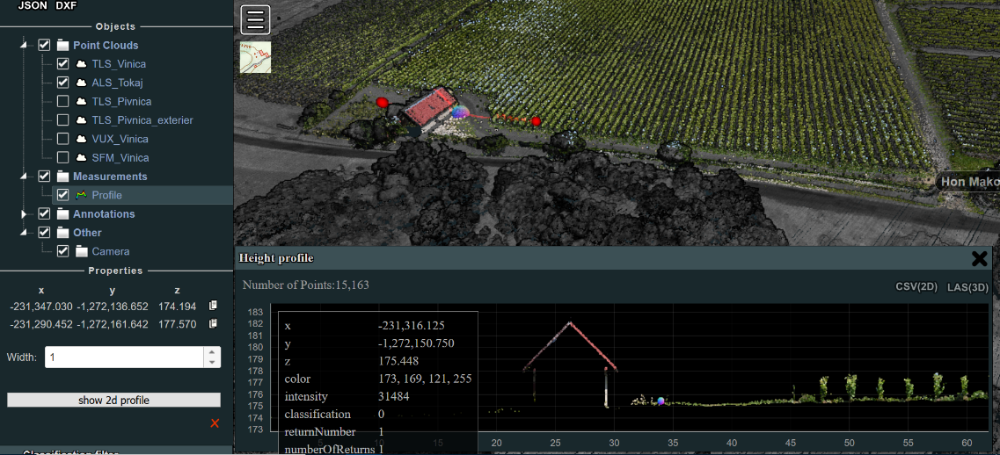 JSON DXF
Objects
Point Clouds
TLS_Vinica
ALS_Tokaj
TLS_Pivnica
TLS_Pivnica_exterier
VUX_Vinica
SFM_Vinica
Measurements
Profile
Annotations
Other
Camera
Properties
x y z
-231,347.030 -1,272,136.652 174.194
-231,290.452 -1,272,161.642 177.570
Width: 1
show 2d profile
Classification filter
Hon Mako
Height profile
Number of Points:15,163
CSV(2D) LAS(3D)
183
182
181
180
179
178
177
176
175
174
173
x -231,316.125
y -1,272,150.750
z 175.448
color 173, 169, 121, 255
intensity 31484
classification 0
returnNumber 1
numberOfReturns 1
5 10 15 20 25 30 35 40 45 50 55 60